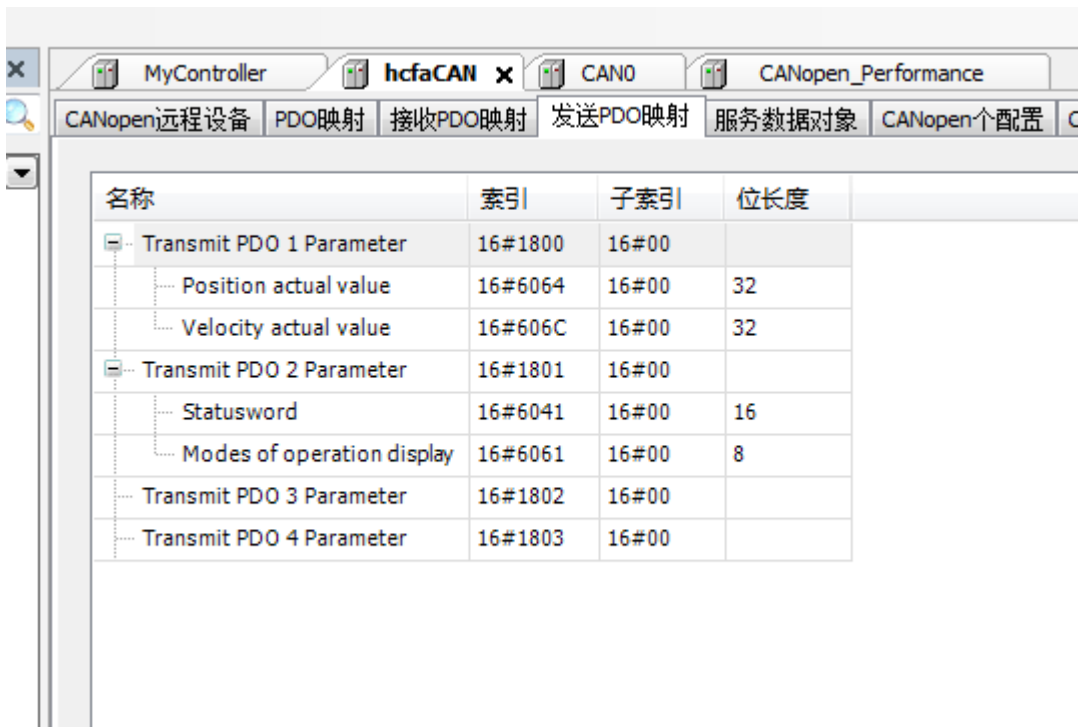 MyController hcfaCAN CAN0 CANopen_Performance
CANopen远程设备 PDO映射 接收PDO映射 发送PDO映射 服务数据对象 CANopen个配置
名称 索引 子索引 位长度
Transmit PDO 1 Parameter 16#1800 16#00
Position actual value 16#6064 16#00 32
Velocity actual value 16#606C 16#00 32
Transmit PDO 2 Parameter 16#1801 16#00
Statusword 16#6041 16#00 16
Modes of operation display 16#6061 16#00 8
Transmit PDO 3 Parameter 16#1802 16#00
Transmit PDO 4 Parameter 16#1803 16#00